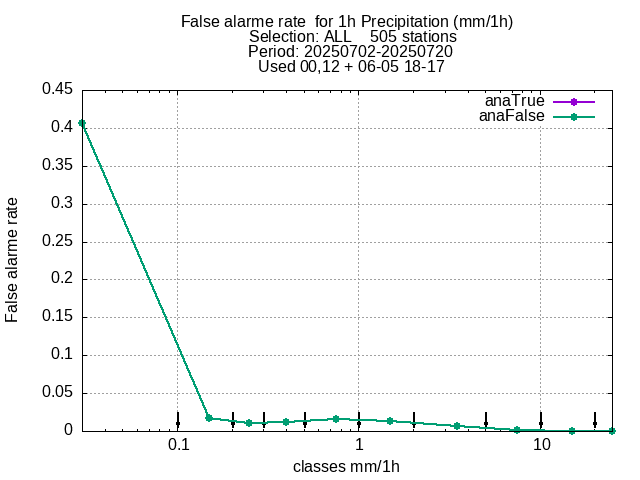 False alarme rate  for 1h Precipitation (mm/1h)
Selection: ALL    505 stations
Period: 20250702-20250720
Used 00,12 + 06-05 18-17
anaTrue
anaFalse
0.45
0.4
0.35
0.3
0.25
0.2
0.15
0.1
0.05
0
False alarme rate
0.1
1
10
classes mm/1h